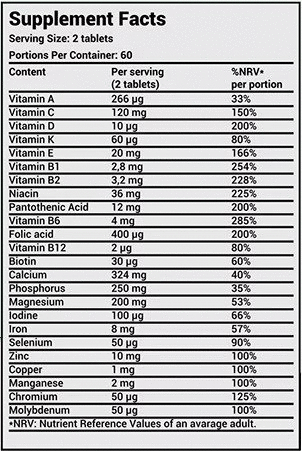 Supplement Facts
Serving Size: 2 tablets
Portions Per Container: 60
Content Per serving (2 tablets) %NRV* per portion
Vitamin A 266 µg 33%
Vitamin C 120 mg 150%
Vitamin D 10 µg 200%
Vitamin K 60 µg 80%
Vitamin E 20 mg 166%
Vitamin B1 2,8 mg 254%
Vitamin B2 3,2 mg 228%
Niacin 36 mg 225%
Pantothenic Acid 12 mg 200%
Vitamin B6 4 mg 285%
Folic acid 400 µg 200%
Vitamin B12 2 µg 80%
Biotin 30 µg 60%
Calcium 324 mg 40%
Phosphorus 250 mg 35%
Magnesium 200 mg 53%
Iodine 100 µg 66%
Iron 8 mg 57%
Selenium 50 µg 90%
Zinc 10 mg 100%
Copper 1 mg 100%
Manganese 2 mg 100%
Chromium 50 µg 125%
Molybdenum 50 µg 100%
*NRV: Nutrient Reference Values of an avarage adult.